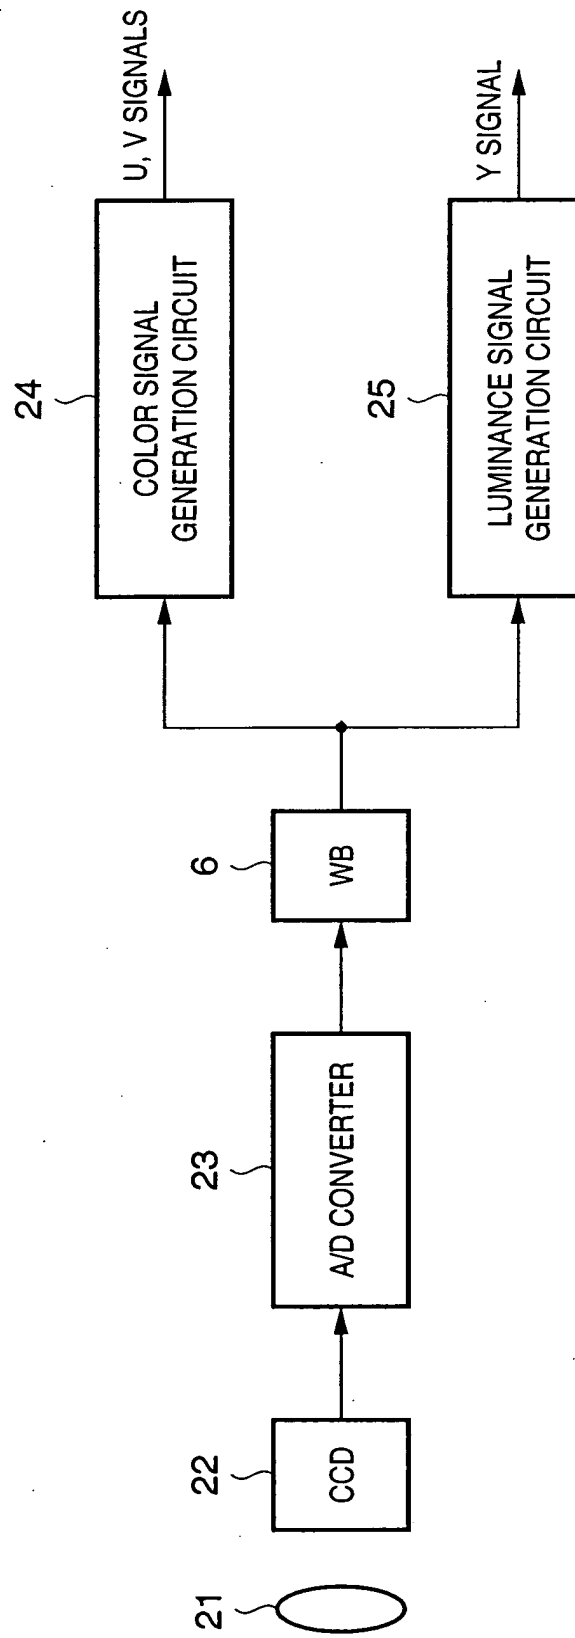 21
22
CCD
23
A/D CONVERTER
6
WB
24
COLOR SIGNAL
GENERATION CIRCUIT
U, V SIGNALS
25
LUMINANCE SIGNAL
GENERATION CIRCUIT
Y SIGNAL